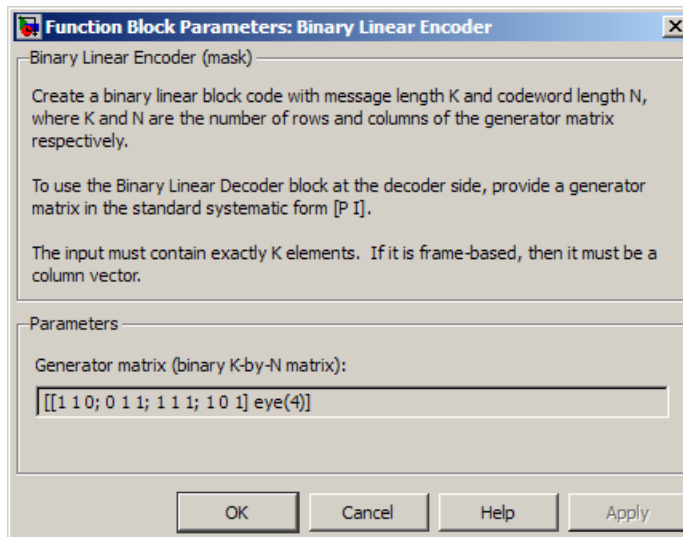 Function Block Parameters: Binary Linear Encoder
Binary Linear Encoder (mask)
Create a binary linear block code with message length K and codeword length N,
where K and N are the number of rows and columns of the generator matrix
respectively.
To use the Binary Linear Decoder block at the decoder side, provide a generator
matrix in the standard systematic form [P I].
The input must contain exactly K elements. If it is frame-based, then it must be a
column vector.
Parameters
Generator matrix (binary K-by-N matrix):
[[1 1 0; 0 1 1; 1 1 1; 1 0 1] eye(4)]
OK Cancel Help Apply